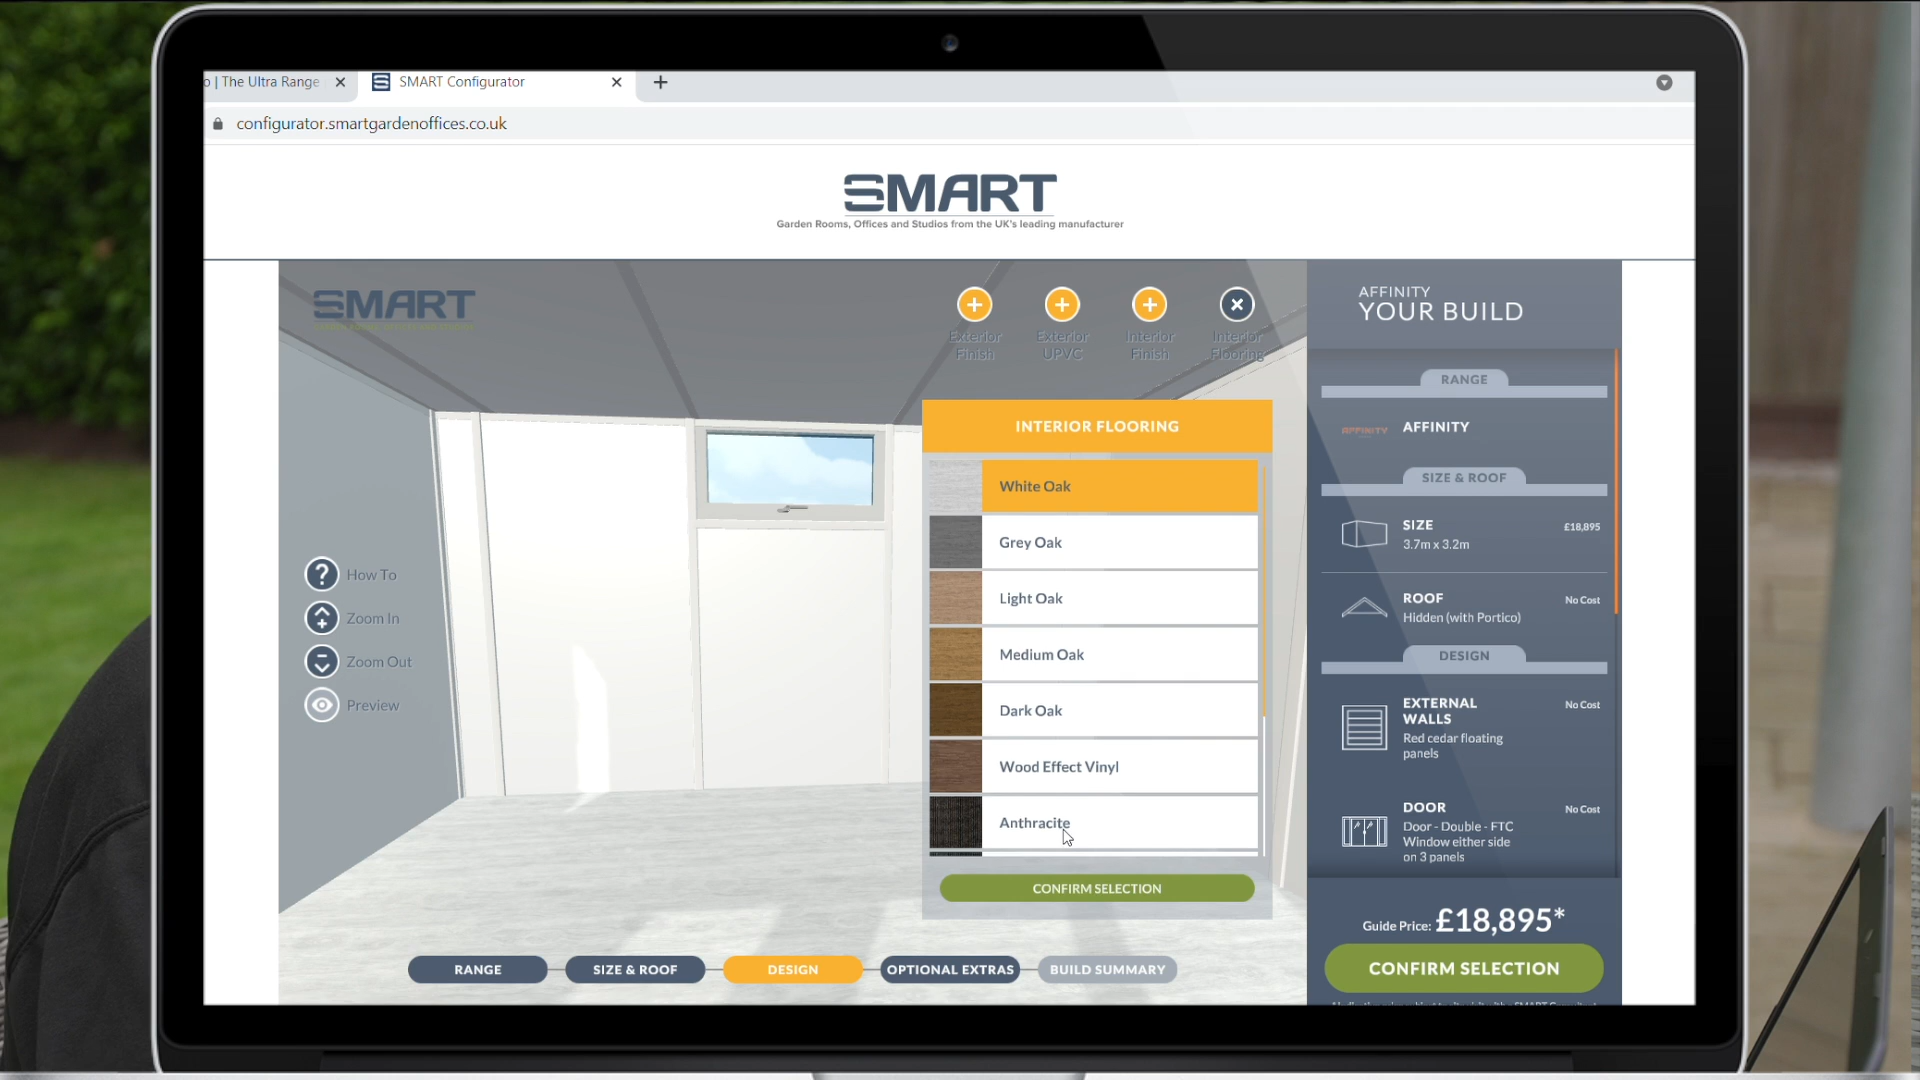 o | The Ultra Range
SMART Configurator
configurator.smartgardenoffices.co.uk
SMART
Garden Rooms, Offices and Studios from the UK's leading manufacturer
SMART
Exterior Finish
Exterior UPVC
Interior Finish
Interior Flooring
AFFINITY
YOUR BUILD
RANGE
AFFINITY
AFFINITY
SIZE & ROOF
SIZE
£18,895
3.7m x 3.2m
ROOF
No Cost
Hidden (with Portico)
DESIGN
EXTERNAL
WALLS
No Cost
Red cedar floating
panels
DOOR
No Cost
Door - Double - FTC
Window either side
on 3 panels
Guide Price: £18,895*
CONFIRM SELECTION
INTERIOR FLOORING
White Oak
Grey Oak
Light Oak
Medium Oak
Dark Oak
Wood Effect Vinyl
Anthracite
CONFIRM SELECTION
How To
Zoom In
Zoom Out
Preview
RANGE
SIZE & ROOF
DESIGN
OPTIONAL EXTRAS
BUILD SUMMARY